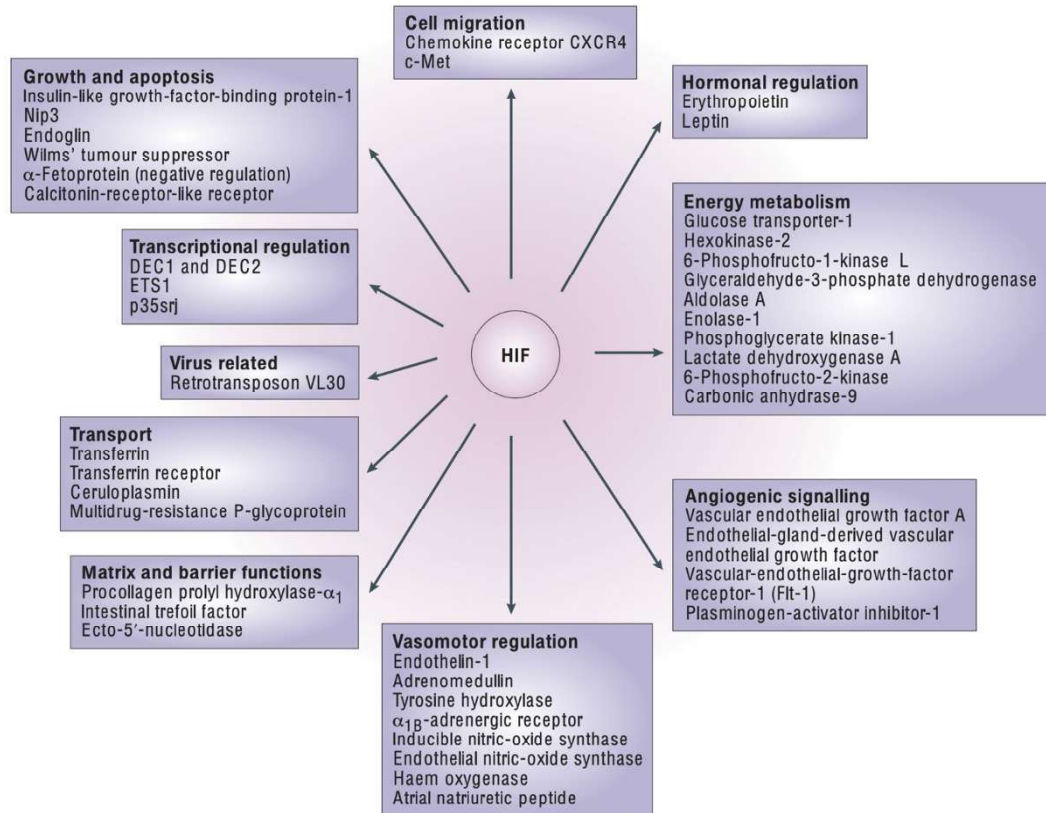 Cell migration
Chemokine receptor CXCR4
c-Met
Growth and apoptosis
Insulin-like growth-factor-binding protein-1
Nip3
Endoglin
Wilms' tumour suppressor
α-Fetoprotein (negative regulation)
Calcitonin-receptor-like receptor
Hormonal regulation
Erythropoietin
Leptin
Energy metabolism
Glucose transporter-1
Hexokinase-2
6-Phosphofructo-1-kinase L
Glyceraldehyde-3-phosphate dehydrogenase
Aldolase A
Enolase-1
Phosphoglycerate kinase-1
Lactate dehydroxygenase A
6-Phosphofructo-2-kinase
Carbonic anhydrase-9
Transcriptional regulation
DEC1 and DEC2
ETS1
p35srj
HIF
Virus related
Retrotransposon VL30
Transport
Transferrin
Transferrin receptor
Ceruloplasmin
Multidrug-resistance P-glycoprotein
Angiogenic signalling
Vascular endothelial growth factor A
Endothelial-gland-derived vascular
endothelial growth factor
Vascular-endothelial-growth-factor
receptor-1 (Flt-1)
Plasminogen-activator inhibitor-1
Matrix and barrier functions
Procollagen prolyl hydroxylase-α1
Intestinal trefoil factor
Ecto-5′-nucleotidase
Vasomotor regulation
Endothelin-1
Adrenomedullin
Tyrosine hydroxylase
α1B-adrenergic receptor
Inducible nitric-oxide synthase
Endothelial nitric-oxide synthase
Haem oxygenase
Atrial natriuretic peptide